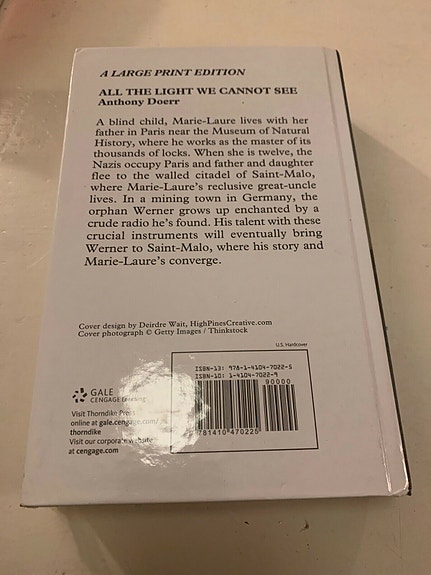 A LARGE PRINT EDITION
ALL THE LIGHT WE CANNOT SEE
Anthony Doerr
A blind child, Marie-Laure lives with her
father in Paris near the Museum of Natural
History, where he works as the master of its
thousands of locks. When she is twelve, the
Nazis occupy Paris and father and daughter
flee to the walled citadel of Saint-Malo,
where Marie-Laure's reclusive great-uncle
lives. In a mining town in Germany, the
orphan Werner grows up enchanted by a
crude radio he's found. His talent with these
crucial instruments will eventually bring
Werner to Saint-Malo, where his story and
Marie-Laure's converge.
Cover design by Deirdre Wait, HighPinesCreative.com
Cover photograph © Getty Images / Thinkstock
U.S. Hardcover
ISBN-13: 978-1-4104-7022-5
ISBN-10: 1-4104-7022-9
90000
781410 470225
GALE
CENGAGE Learning
Visit Thorndike Press
online at gale.cengage.com/
thorndike
Visit our corporate website
at cengage.com